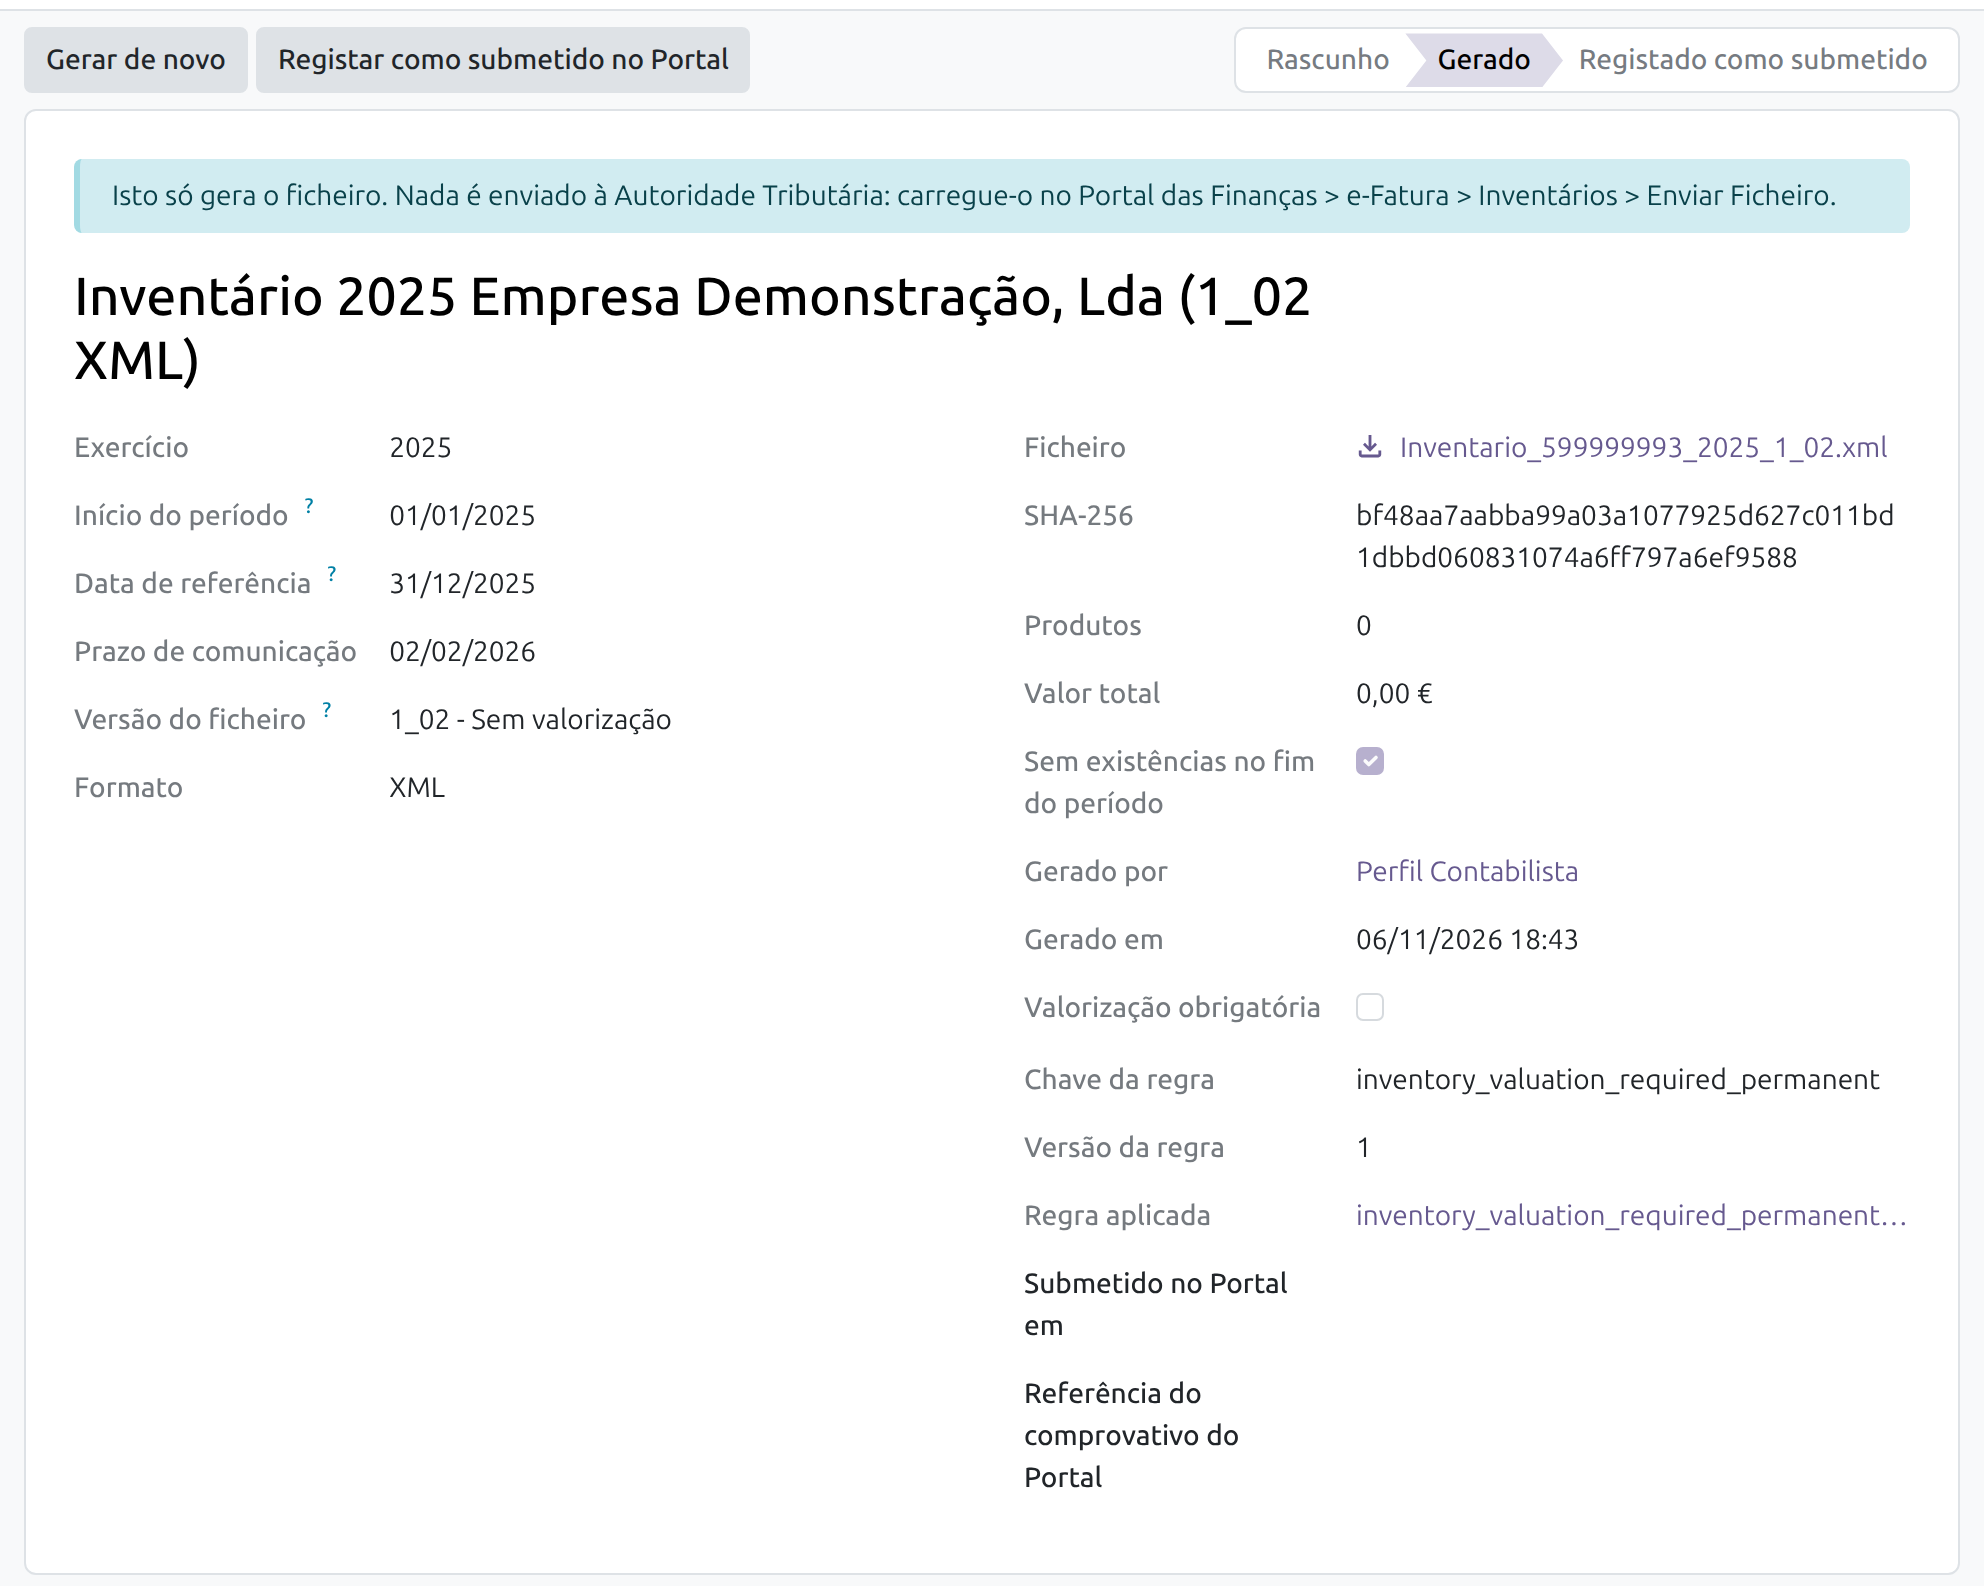 Gerar de novo
Registar como submetido no Portal
Rascunho
Gerado
Registado como submetido
Isto só gera o ficheiro. Nada é enviado à Autoridade Tributária: carregue-o no Portal das Finanças > e-Fatura > Inventários > Enviar Ficheiro.
Inventário 2025 Empresa Demonstração, Lda (1_02
XML)
Exercício
2025
Início do período ?
01/01/2025
Data de referência ?
31/12/2025
Prazo de comunicação
02/02/2026
Versão do ficheiro ?
1_02 - Sem valorização
Formato
XML
Ficheiro
Inventario_599999993_2025_1_02.xml
SHA-256
bf48aa7aabba99a03a1077925d627c011bd
1dbbd060831074a6ff797a6ef9588
Produtos
0
Valor total
0,00 €
Sem existências no fim
do período
Gerado por
Perfil Contabilista
Gerado em
06/11/2026 18:43
Valorização obrigatória
Chave da regra
inventory_valuation_required_permanent
Versão da regra
1
Regra aplicada
inventory_valuation_required_permanent…
Submetido no Portal
em
Referência do
comprovativo do
Portal